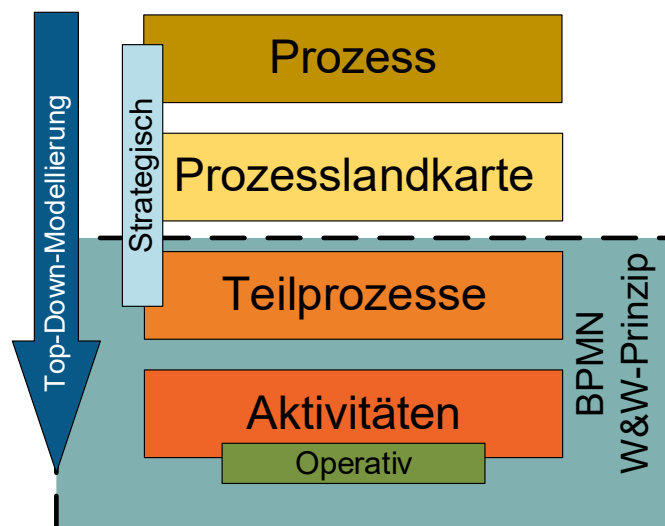 Top-Down-Modellierung
Strategisch
Prozess
Prozesslandkarte
Teilprozesse
Aktivitäten
Operativ
BPMN
W&W-Prinzip